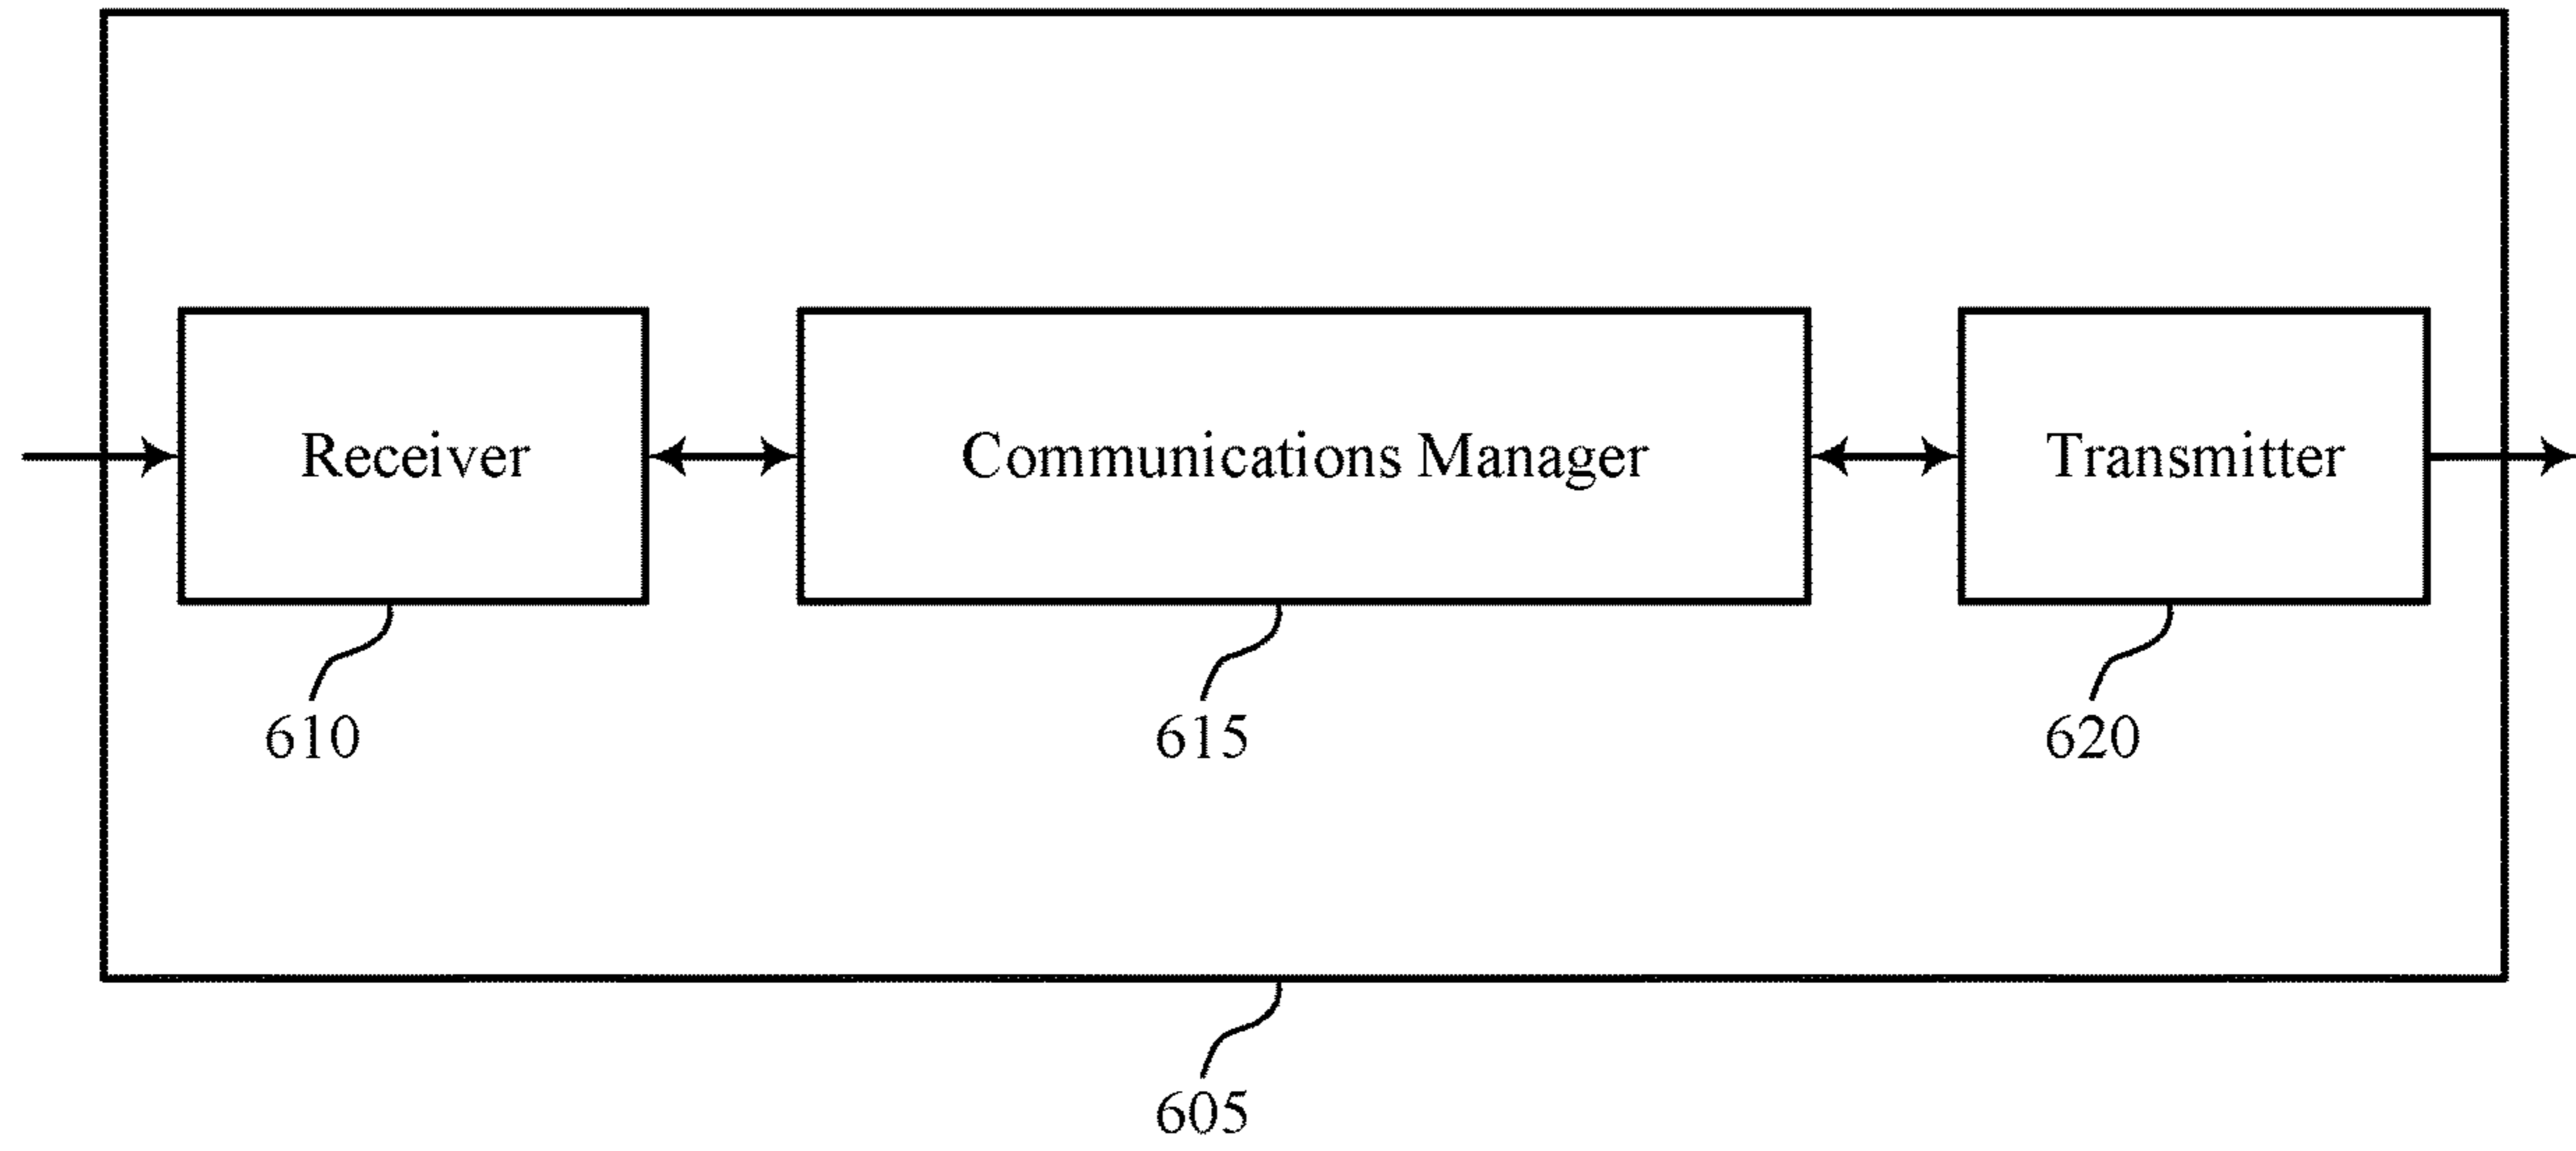 Receiver
Communications Manager
Transmitter
610
615
620
605